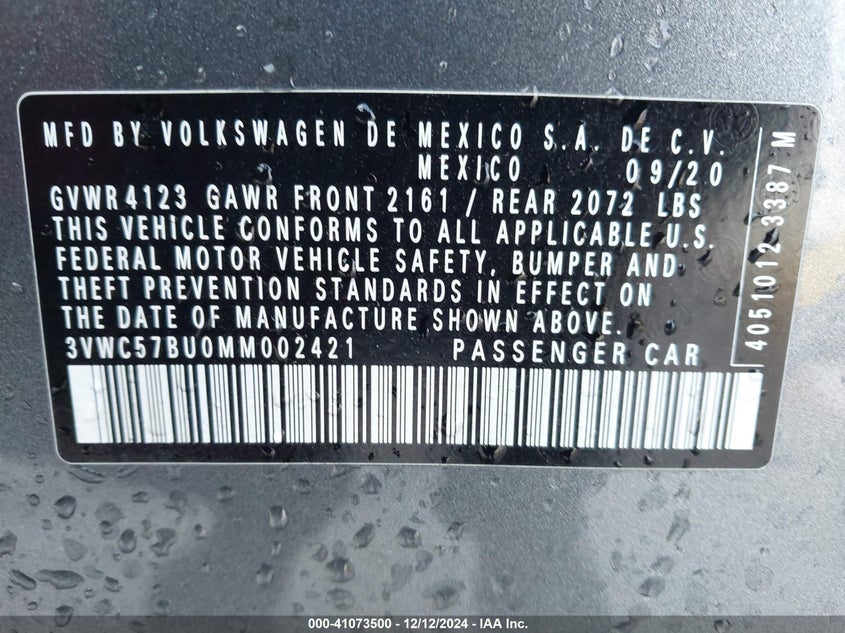 MFD BY VOLKSWAGEN DE MEXICO S.A. DE C.V.
MEXICO 09/20
GVWR 4123 GAWR FRONT 2161 / REAR 2072 LBS
THIS VEHICLE CONFORMS TO ALL APPLICABLE U.S.
FEDERAL MOTOR VEHICLE SAFETY, BUMPER AND
THEFT PREVENTION STANDARDS IN EFFECT ON
THE DATE OF MANUFACTURE SHOWN ABOVE.
3VWC57BU0MM002421 PASSENGER CAR
4051012 3387 M
000-41073500 - 12/12/2024 - IAA Inc.